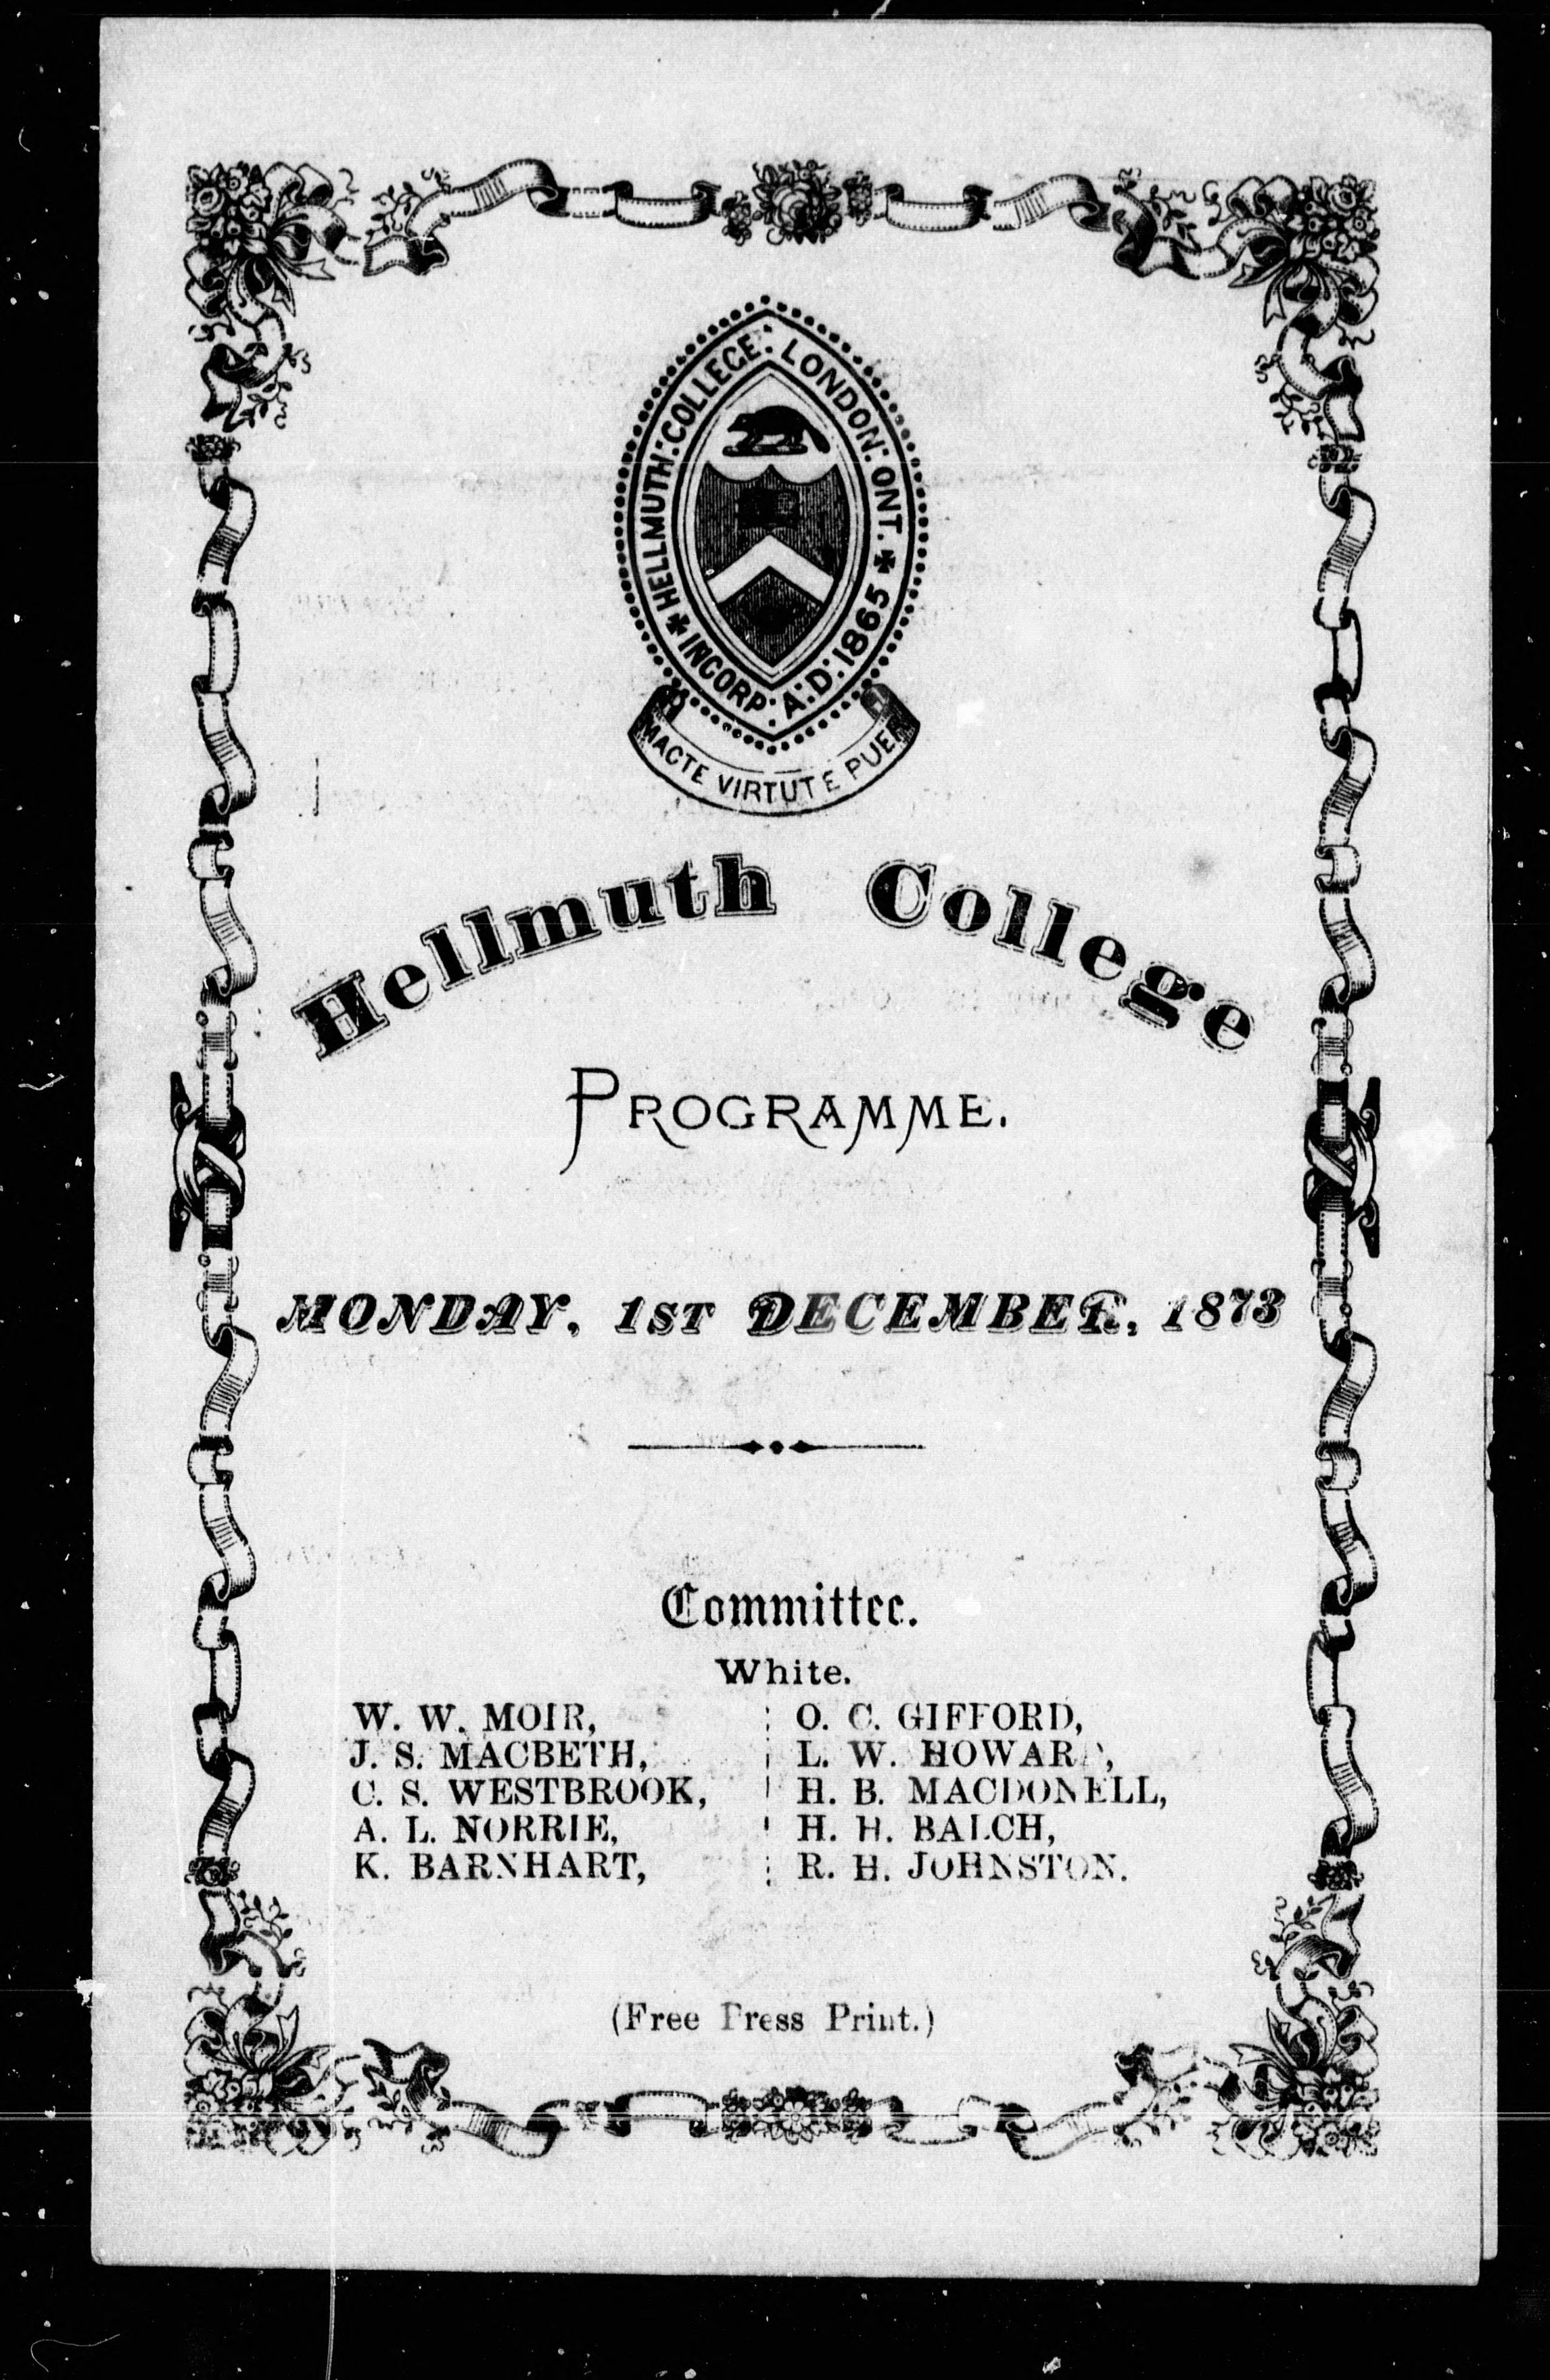 HELLMUTH: COLLEGE: LONDON: ONT.
INCORP: A: D: 1865
MACTE VIRTUTE PUER
Hellmuth College
PROGRAMME.
MONDAY, 1ST DECEMBER, 1873
Committee.
White.
W. W. MOIR, O. C. GIFFORD,
J. S. MACBETH, L. W. HOWARD,
C. S. WESTBROOK, H. B. MACDONELL,
A. L. NORRIE, H. H. BALCH,
K. BARNHART, R. H. JOHNSTON.
(Free Press Print.)